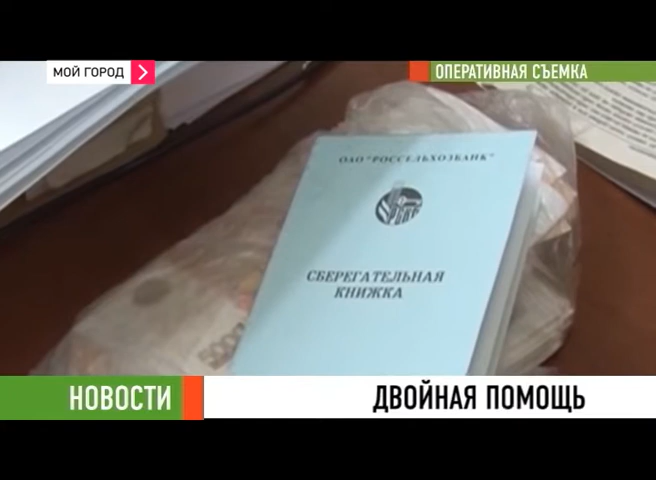 МОЙ ГОРОД
ОПЕРАТИВНАЯ СЪЕМКА
ОАО "РОССЕЛЬХОЗБАНК"
СБЕРЕГАТЕЛЬНАЯ
КНИЖКА
НОВОСТИ
ДВОЙНАЯ ПОМОЩЬ